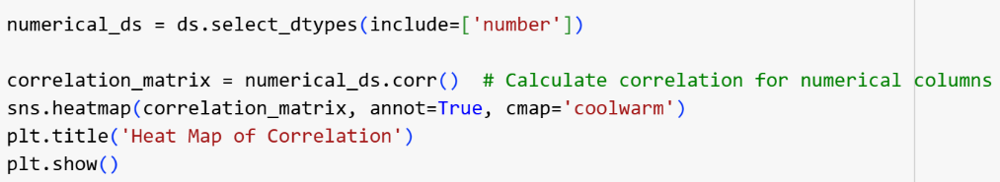 numerical_ds = ds.select_dtypes(include=['number'])
correlation_matrix = numerical_ds.corr()  # Calculate correlation for numerical columns
sns.heatmap(correlation_matrix, annot=True, cmap='coolwarm')
plt.title('Heat Map of Correlation')
plt.show()